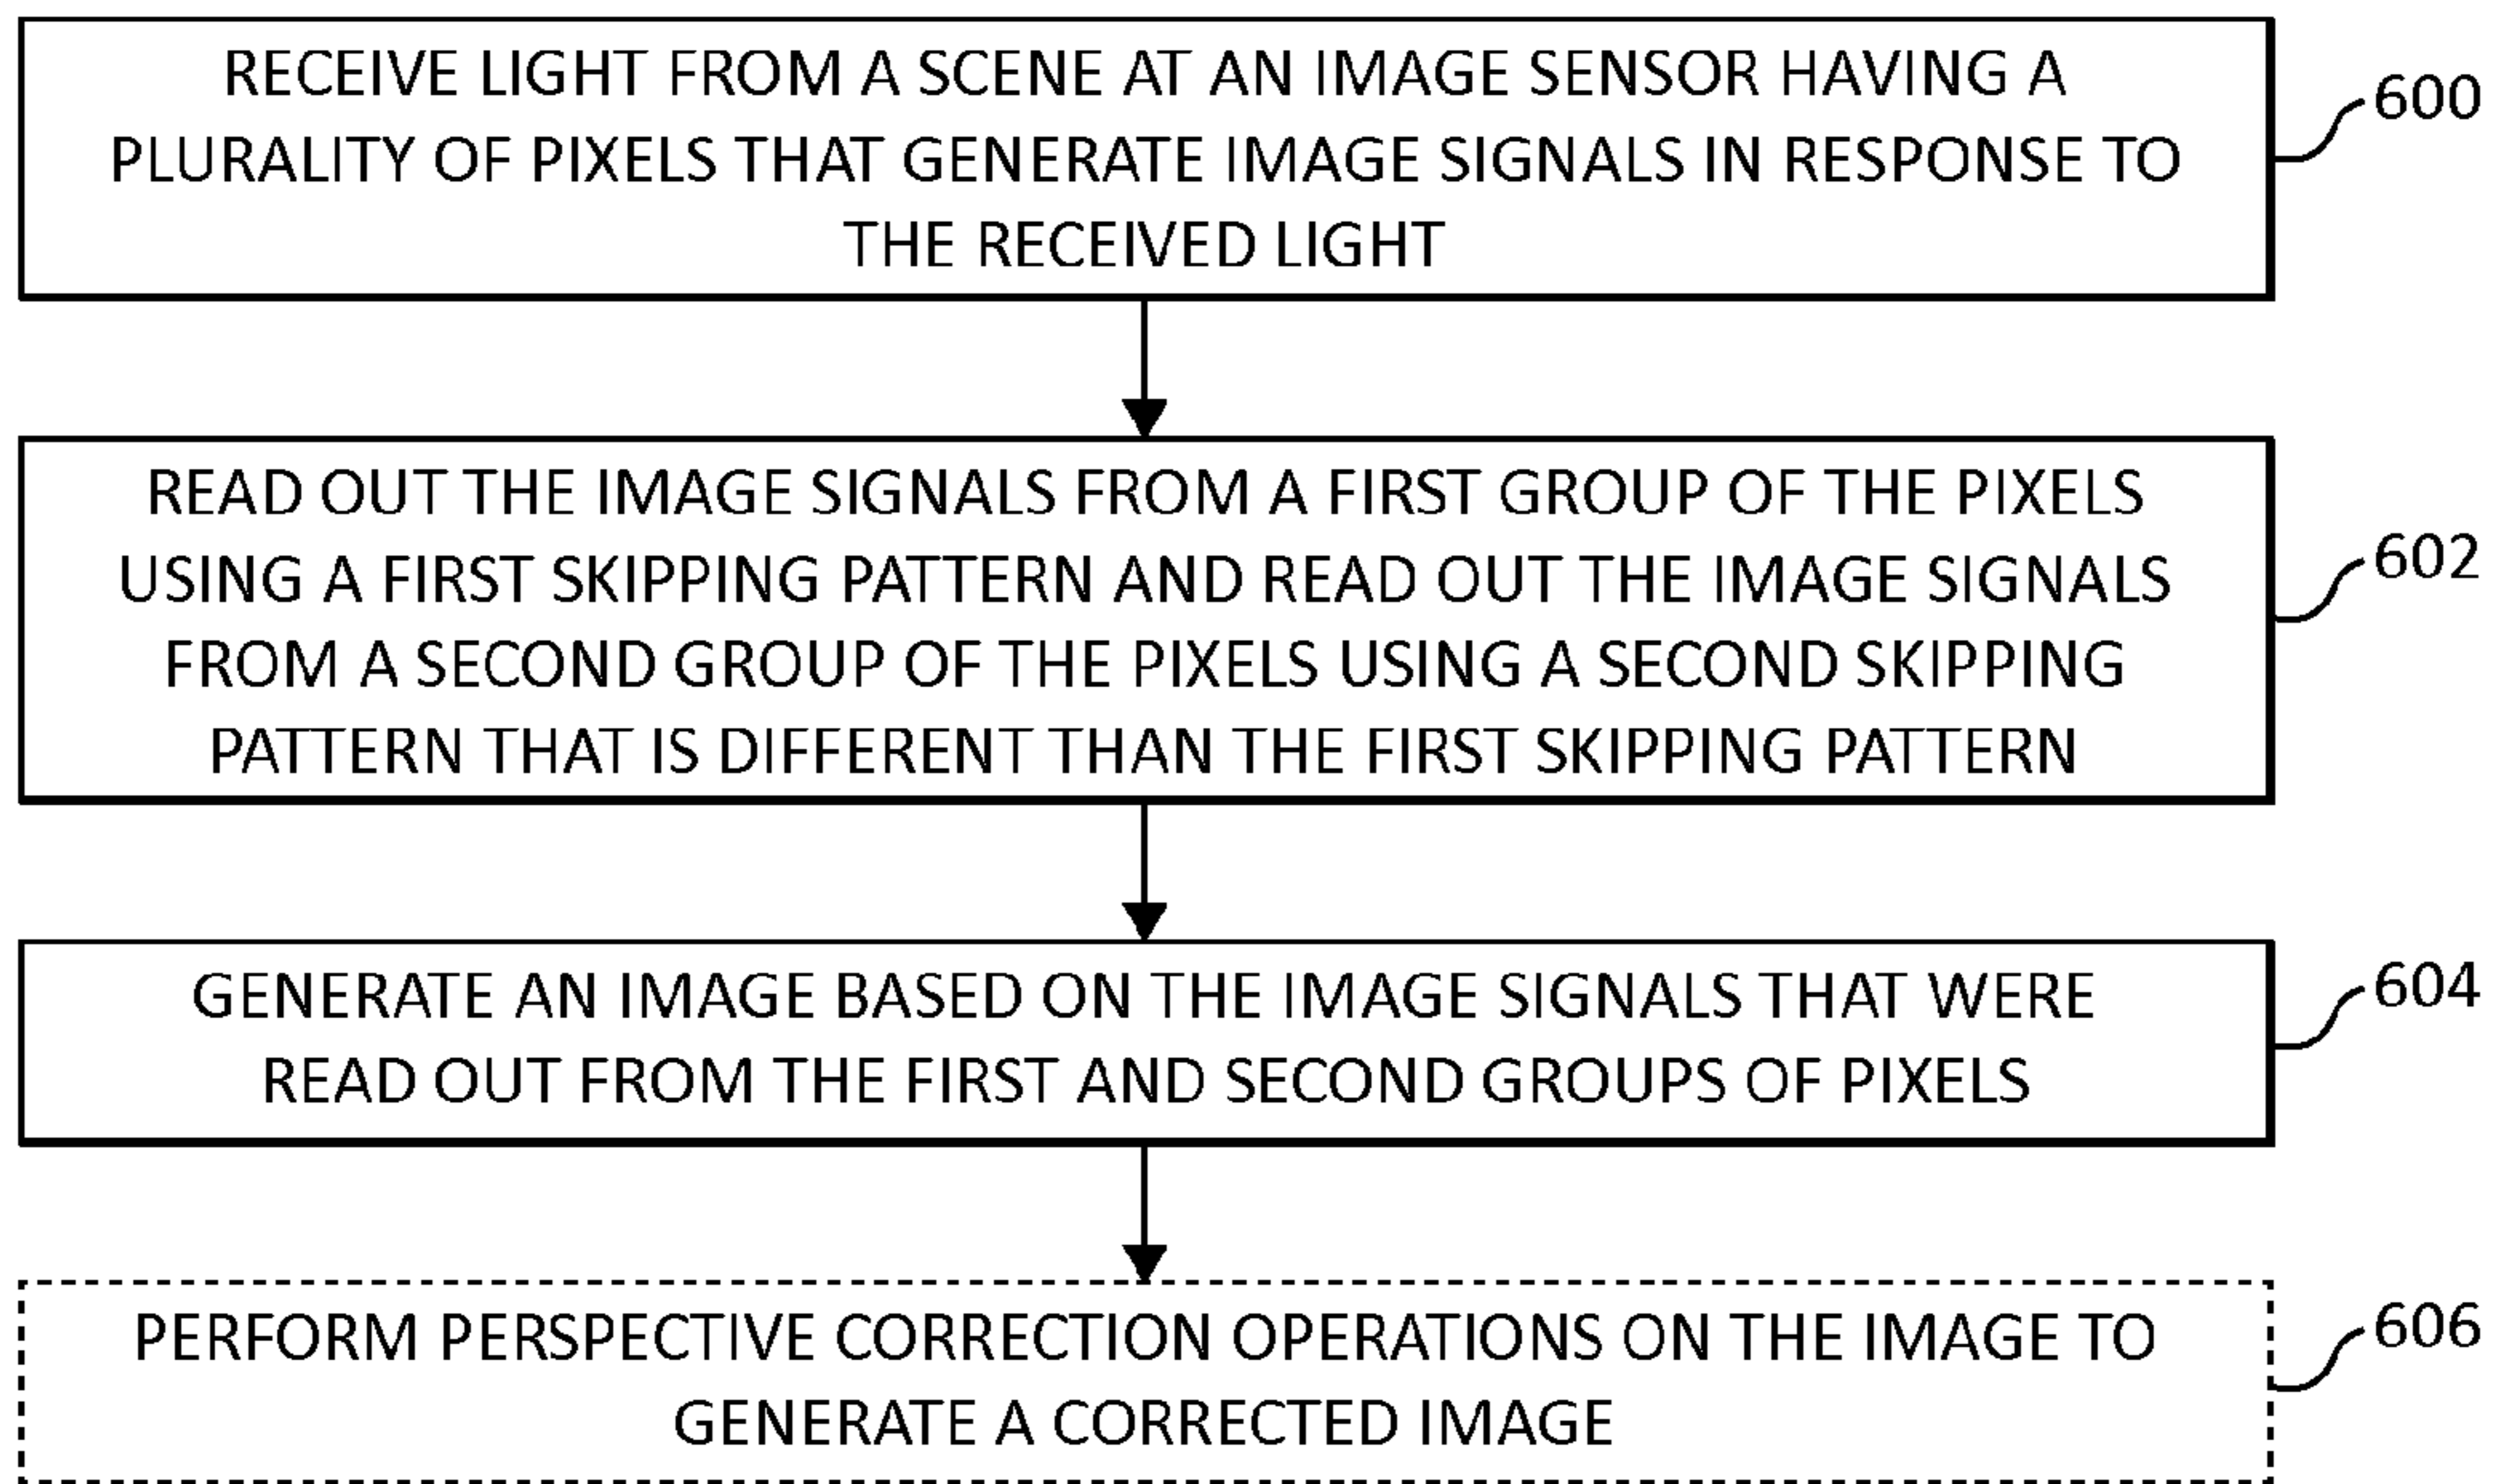 RECEIVE LIGHT FROM A SCENE AT AN IMAGE SENSOR HAVING A
PLURALITY OF PIXELS THAT GENERATE IMAGE SIGNALS IN RESPONSE TO
THE RECEIVED LIGHT
600
READ OUT THE IMAGE SIGNALS FROM A FIRST GROUP OF THE PIXELS
USING A FIRST SKIPPING PATTERN AND READ OUT THE IMAGE SIGNALS
FROM A SECOND GROUP OF THE PIXELS USING A SECOND SKIPPING
PATTERN THAT IS DIFFERENT THAN THE FIRST SKIPPING PATTERN
602
GENERATE AN IMAGE BASED ON THE IMAGE SIGNALS THAT WERE
READ OUT FROM THE FIRST AND SECOND GROUPS OF PIXELS
604
PERFORM PERSPECTIVE CORRECTION OPERATIONS ON THE IMAGE TO
GENERATE A CORRECTED IMAGE
606